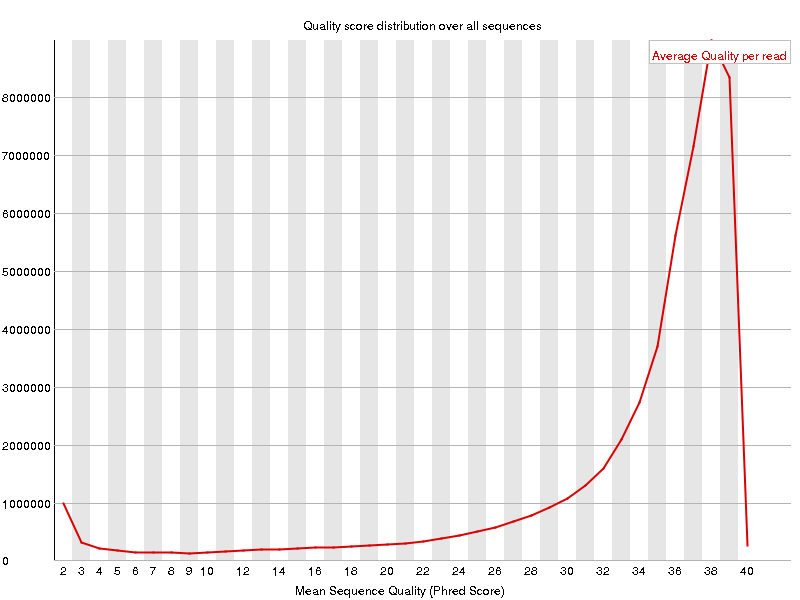 Quality score distribution over all sequences
Average Quality per read
8000000
7000000
6000000
5000000
4000000
3000000
2000000
1000000
0
2 3 4 5 6 7 8 9 10 12 14 16 18 20 22 24 26 28 30 32 34 36 38 40
Mean Sequence Quality (Phred Score)